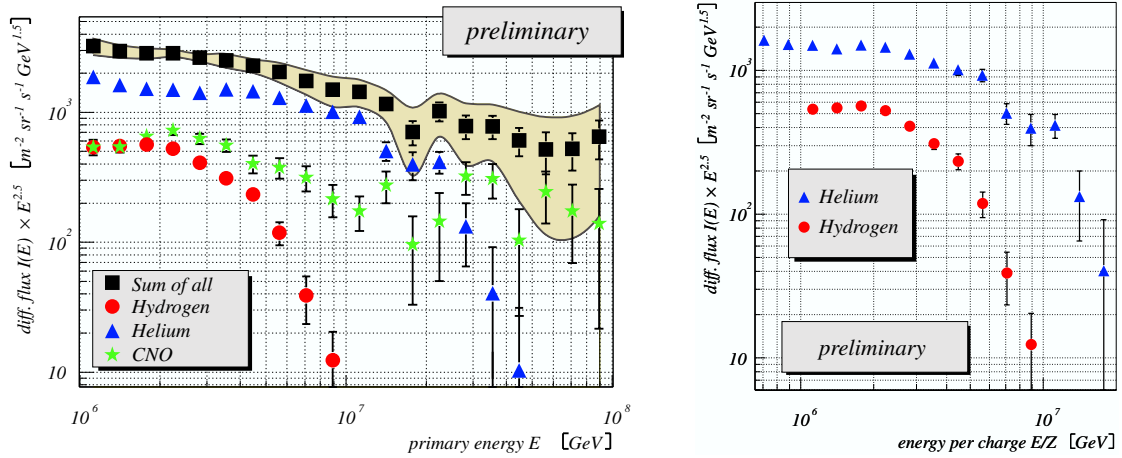 preliminary
diff. flux I(E) × E^2.5 [m^-2 sr^-1 s^-1 GeV^1.5]
10^3
10^2
10
Sum of all
Hydrogen
Helium
CNO
10^6
10^7
10^8
primary energy E [GeV]
diff. flux I(E) × E^2.5 [m^-2 sr^-1 s^-1 GeV^1.5]
10^3
10^2
10
Helium
Hydrogen
preliminary
10^6
10^7
energy per charge E/Z [GeV]